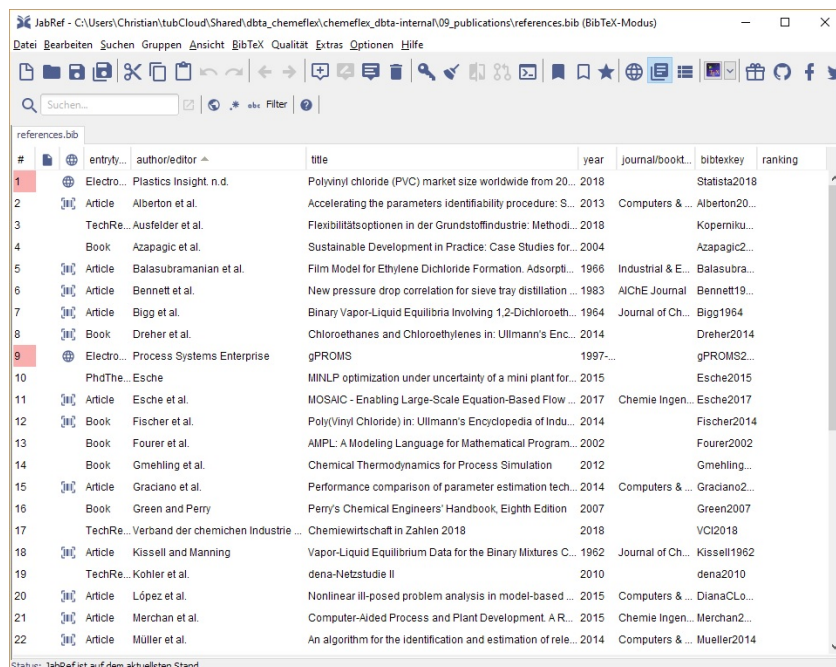 JabRef - C:\Users\Christian\tubCloud\Shared\dbta_chemeflex\chemeflex_dbta-internal\09_publications\references.bib (BibTeX-Modus)
Datei Bearbeiten Suchen Gruppen Ansicht BibTeX Qualität Extras Optionen Hilfe
Suchen... abc Filter
references.bib
# entryty... author/editor title year journal/bookt... bibtexkey ranking
1 Electro... Plastics Insight. n.d. Polyvinyl chloride (PVC) market size worldwide from 20... 2018 Statista2018
2 Article Alberton et al. Accelerating the parameters identifiability procedure: S... 2013 Computers & ... Alberton20...
3 TechRe... Ausfelder et al. Flexibilitätsoptionen in der Grundstoffindustrie: Methodi... 2018 Koperniku...
4 Book Azapagic et al. Sustainable Development in Practice: Case Studies for... 2004 Azapagic2...
5 Article Balasubramanian et al. Film Model for Ethylene Dichloride Formation. Adsorpti... 1966 Industrial & E... Balasubra...
6 Article Bennett et al. New pressure drop correlation for sieve tray distillation ... 1983 AIChE Journal Bennett19...
7 Article Bigg et al. Binary Vapor-Liquid Equilibria Involving 1,2-Dichloroeth... 1964 Journal of Ch... Bigg1964
8 Book Dreher et al. Chloroethanes and Chloroethylenes in: Ullmann's Enc... 2014 Dreher2014
9 Electro... Process Systems Enterprise gPROMS 1997-... gPROMS2...
10 PhdThe... Esche MINLP optimization under uncertainty of a mini plant for... 2015 Esche2015
11 Article Esche et al. MOSAIC - Enabling Large-Scale Equation-Based Flow ... 2017 Chemie Ingen... Esche2017
12 Book Fischer et al. Poly(Vinyl Chloride) in: Ullmann's Encyclopedia of Indu... 2014 Fischer2014
13 Book Fourer et al. AMPL: A Modeling Language for Mathematical Program... 2002 Fourer2002
14 Book Gmehling et al. Chemical Thermodynamics for Process Simulation 2012 Gmehling...
15 Article Graciano et al. Performance comparison of parameter estimation tech... 2014 Computers & ... Graciano2...
16 Book Green and Perry Perry's Chemical Engineers' Handbook, Eighth Edition 2007 Green2007
17 TechRe... Verband der chemichen Industrie ... Chemiewirtschaft in Zahlen 2018 2018 VCI2018
18 Article Kissell and Manning Vapor-Liquid Equilibrium Data for the Binary Mixtures C... 1962 Journal of Ch... Kissell1962
19 TechRe... Kohler et al. dena-Netzstudie II 2010 dena2010
20 Article López et al. Nonlinear ill-posed problem analysis in model-based ... 2015 Computers & ... DianaCLo...
21 Article Merchan et al. Computer-Aided Process and Plant Development. A R... 2015 Chemie Ingen... Merchan2...
22 Article Müller et al. An algorithm for the identification and estimation of rele... 2014 Computers & ... Mueller2014
Status: JabRef ist auf dem aktuellsten Stand